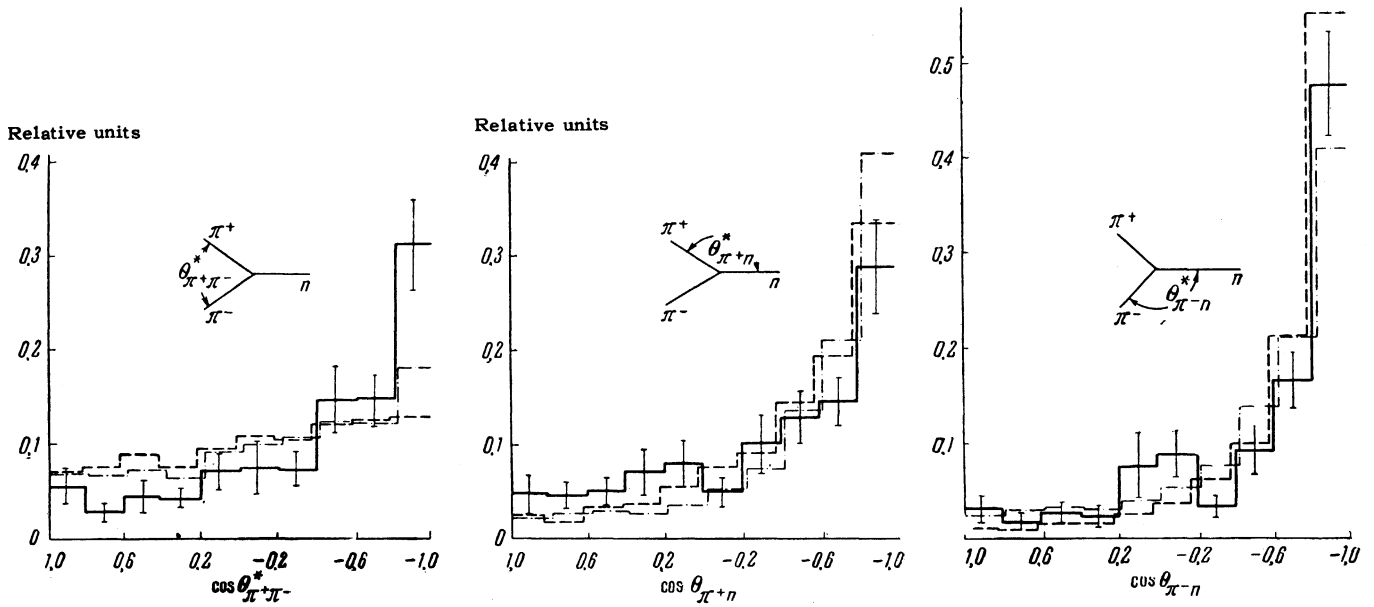 Relative units
0,4
0,3
0,2
0,1
0
1,0 0,6 0,2 -0,2 -0,6 -1,0
cos θ*π+π-
π+
θ*π+π-
π-
n
Relative units
0,4
0,3
0,2
0,1
0
1,0 0,6 0,2 -0,2 -0,6 -1,0
cos θπ+n
π+
θ*π+n
π-
n
0.5
0,4
0,3
0,2
0,1
1,0 0,6 0,2 -0,2 -0,6 -1,0
cos θπ-n
π+
n
θ*π-n
π-